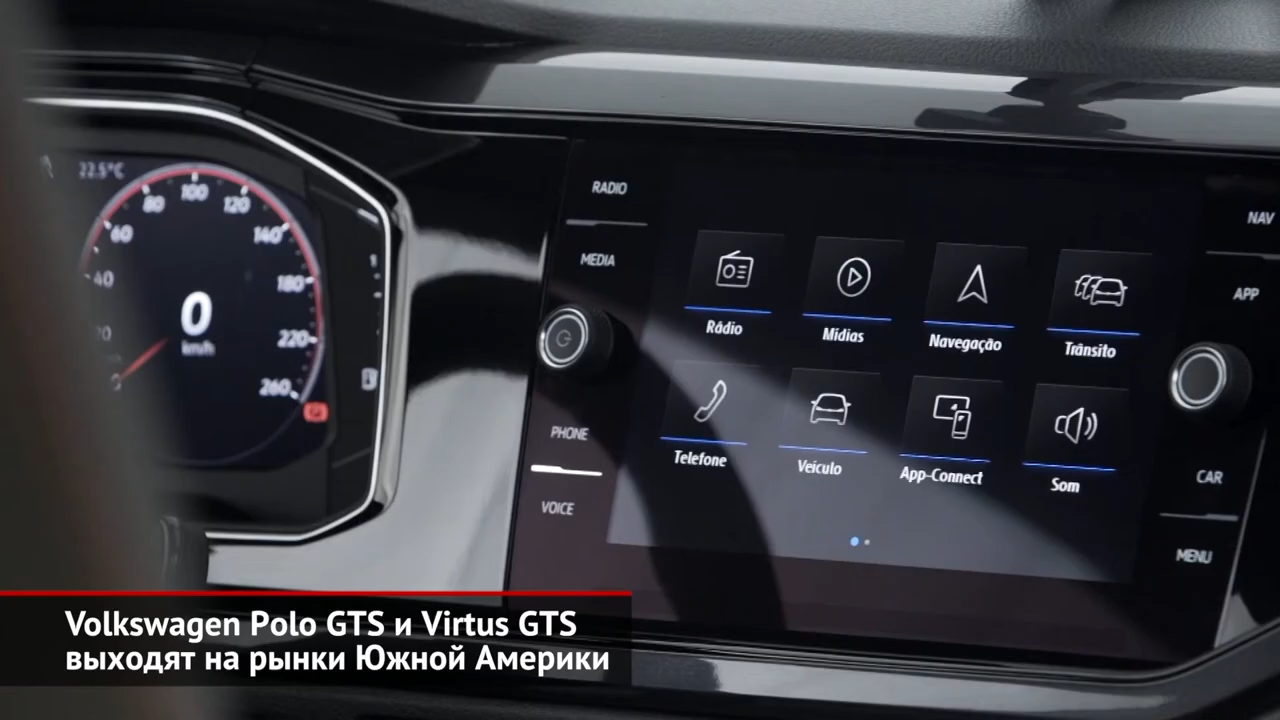 22.5°C
100
80
120
60
140
40
180
20
0
km/h
220
260
RADIO
MEDIA
PHONE
VOICE
Rádio
Mídias
Navegação
Trânsito
Telefone
Veículo
App-Connect
Som
NAV
APP
CAR
MENU
Volkswagen Polo GTS и Virtus GTS
выходят на рынки Южной Америки